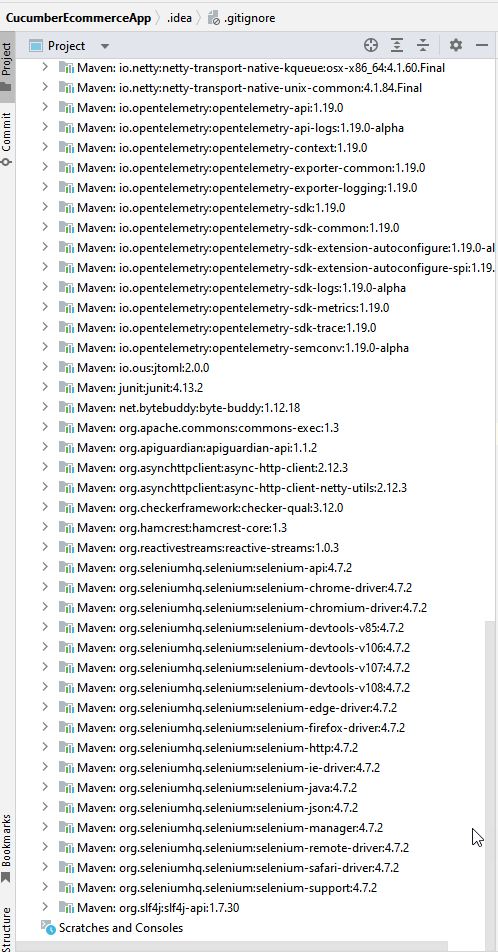 CucumberEcommerceApp 〉 .idea 〉 .gitignore
Project
Project
Maven: io.netty:netty-transport-native-kqueue:osx-x86_64:4.1.60.Final
Maven: io.netty:netty-transport-native-unix-common:4.1.84.Final
Maven: io.opentelemetry:opentelemetry-api:1.19.0
Maven: io.opentelemetry:opentelemetry-api-logs:1.19.0-alpha
Maven: io.opentelemetry:opentelemetry-context:1.19.0
Maven: io.opentelemetry:opentelemetry-exporter-common:1.19.0
Maven: io.opentelemetry:opentelemetry-exporter-logging:1.19.0
Maven: io.opentelemetry:opentelemetry-sdk:1.19.0
Maven: io.opentelemetry:opentelemetry-sdk-common:1.19.0
Maven: io.opentelemetry:opentelemetry-sdk-extension-autoconfigure:1.19.0-al
Maven: io.opentelemetry:opentelemetry-sdk-extension-autoconfigure-spi:1.19.
Maven: io.opentelemetry:opentelemetry-sdk-logs:1.19.0-alpha
Maven: io.opentelemetry:opentelemetry-sdk-metrics:1.19.0
Maven: io.opentelemetry:opentelemetry-sdk-trace:1.19.0
Maven: io.opentelemetry:opentelemetry-semconv:1.19.0-alpha
Maven: io.ous:jtoml:2.0.0
Maven: junit:junit:4.13.2
Maven: net.bytebuddy:byte-buddy:1.12.18
Maven: org.apache.commons:commons-exec:1.3
Maven: org.apiguardian:apiguardian-api:1.1.2
Maven: org.asynchttpclient:async-http-client:2.12.3
Maven: org.asynchttpclient:async-http-client-netty-utils:2.12.3
Maven: org.checkerframework:checker-qual:3.12.0
Maven: org.hamcrest:hamcrest-core:1.3
Maven: org.reactivestreams:reactive-streams:1.0.3
Maven: org.seleniumhq.selenium:selenium-api:4.7.2
Maven: org.seleniumhq.selenium:selenium-chrome-driver:4.7.2
Maven: org.seleniumhq.selenium:selenium-chromium-driver:4.7.2
Maven: org.seleniumhq.selenium:selenium-devtools-v85:4.7.2
Maven: org.seleniumhq.selenium:selenium-devtools-v106:4.7.2
Maven: org.seleniumhq.selenium:selenium-devtools-v107:4.7.2
Maven: org.seleniumhq.selenium:selenium-devtools-v108:4.7.2
Maven: org.seleniumhq.selenium:selenium-edge-driver:4.7.2
Maven: org.seleniumhq.selenium:selenium-firefox-driver:4.7.2
Maven: org.seleniumhq.selenium:selenium-http:4.7.2
Maven: org.seleniumhq.selenium:selenium-ie-driver:4.7.2
Maven: org.seleniumhq.selenium:selenium-java:4.7.2
Maven: org.seleniumhq.selenium:selenium-json:4.7.2
Maven: org.seleniumhq.selenium:selenium-manager:4.7.2
Maven: org.seleniumhq.selenium:selenium-remote-driver:4.7.2
Maven: org.seleniumhq.selenium:selenium-safari-driver:4.7.2
Maven: org.seleniumhq.selenium:selenium-support:4.7.2
Maven: org.slf4j:slf4j-api:1.7.30
Scratches and Consoles
Commit
Bookmarks
Structure